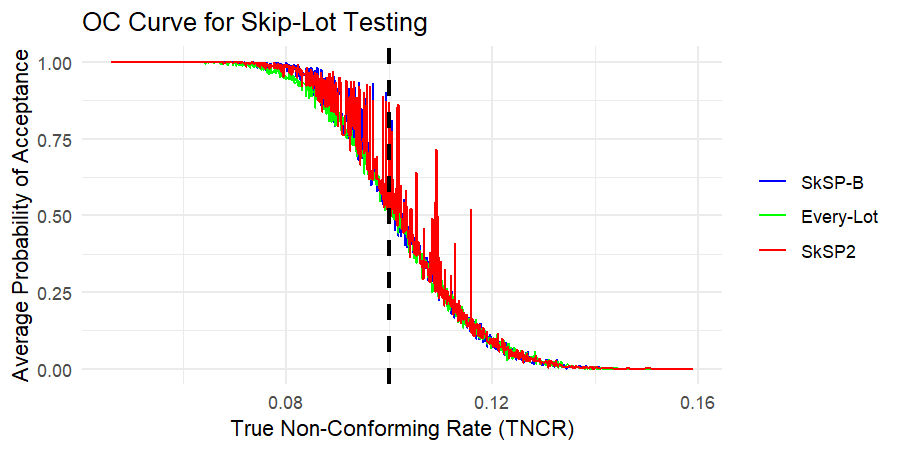 OC Curve for Skip-Lot Testing
Average Probability of Acceptance
1.00
0.75
0.50
0.25
0.00
0.08
0.12
0.16
True Non-Conforming Rate (TNCR)
SkSP-B
Every-Lot
SkSP2